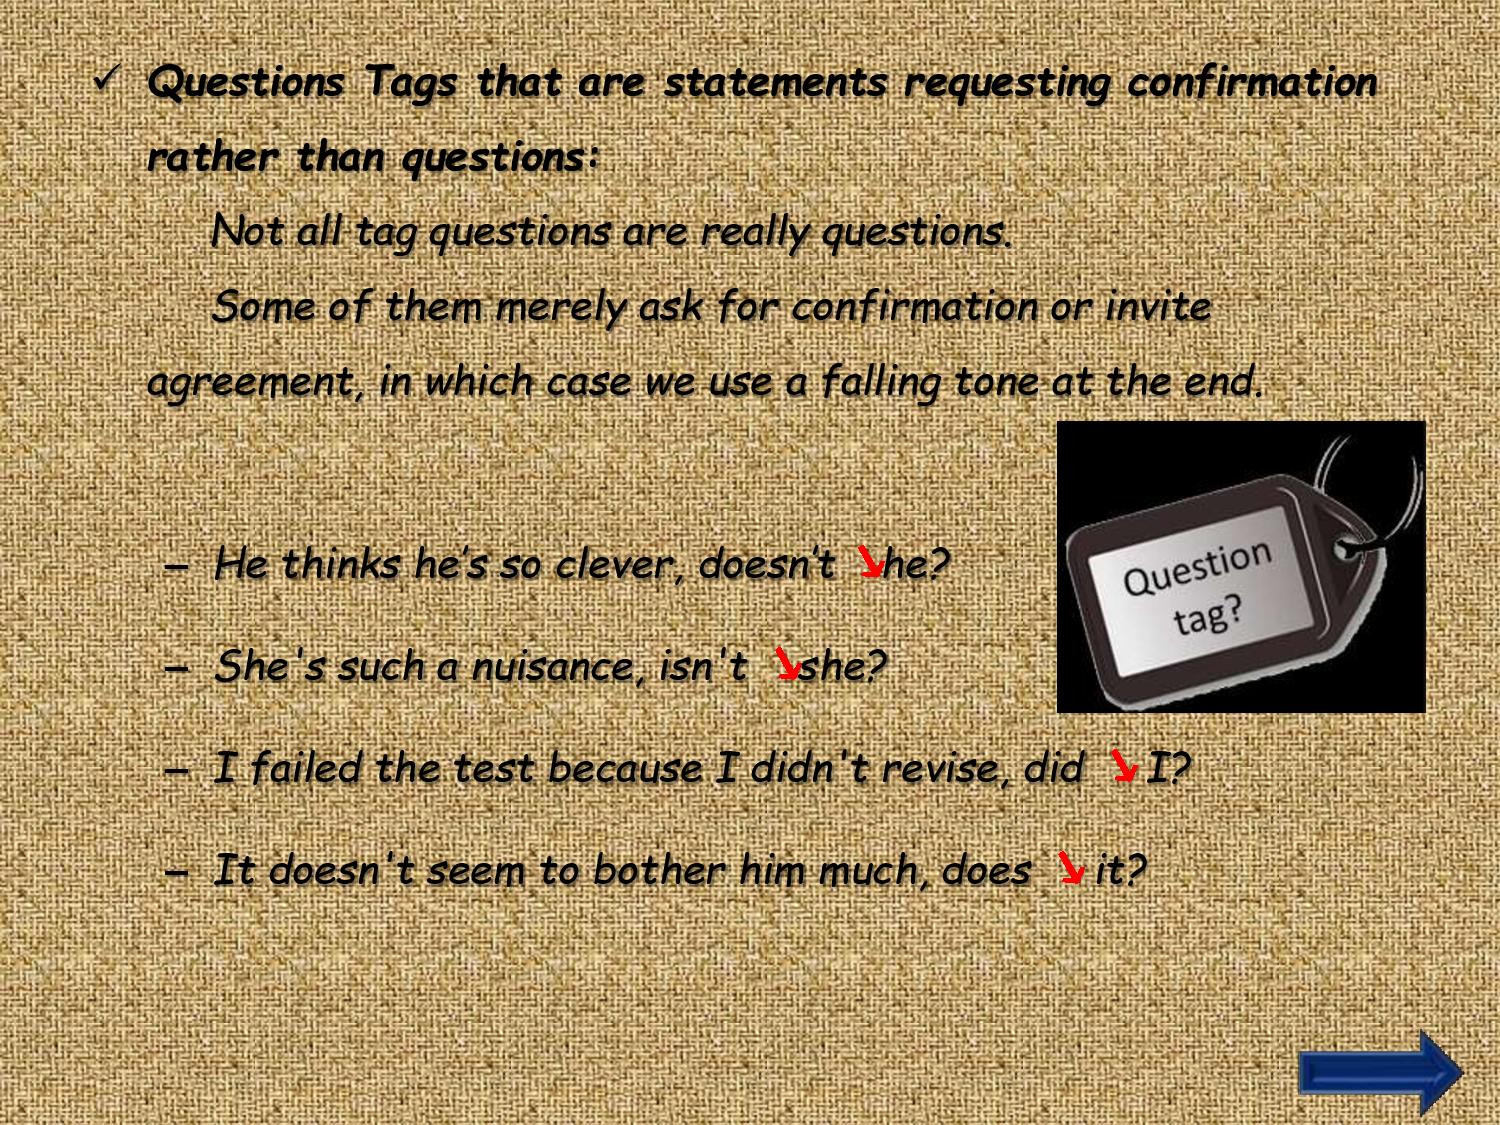 ✓ Questions Tags that are statements requesting confirmation
rather than questions:
Not all tag questions are really questions.
Some of them merely ask for confirmation or invite
agreement, in which case we use a falling tone at the end.
Question
tag?
– He thinks he's so clever, doesn't ➘he?
– She's such a nuisance, isn't ➘she?
– I failed the test because I didn't revise, did ➘ I?
– It doesn't seem to bother him much, does ➘ it?